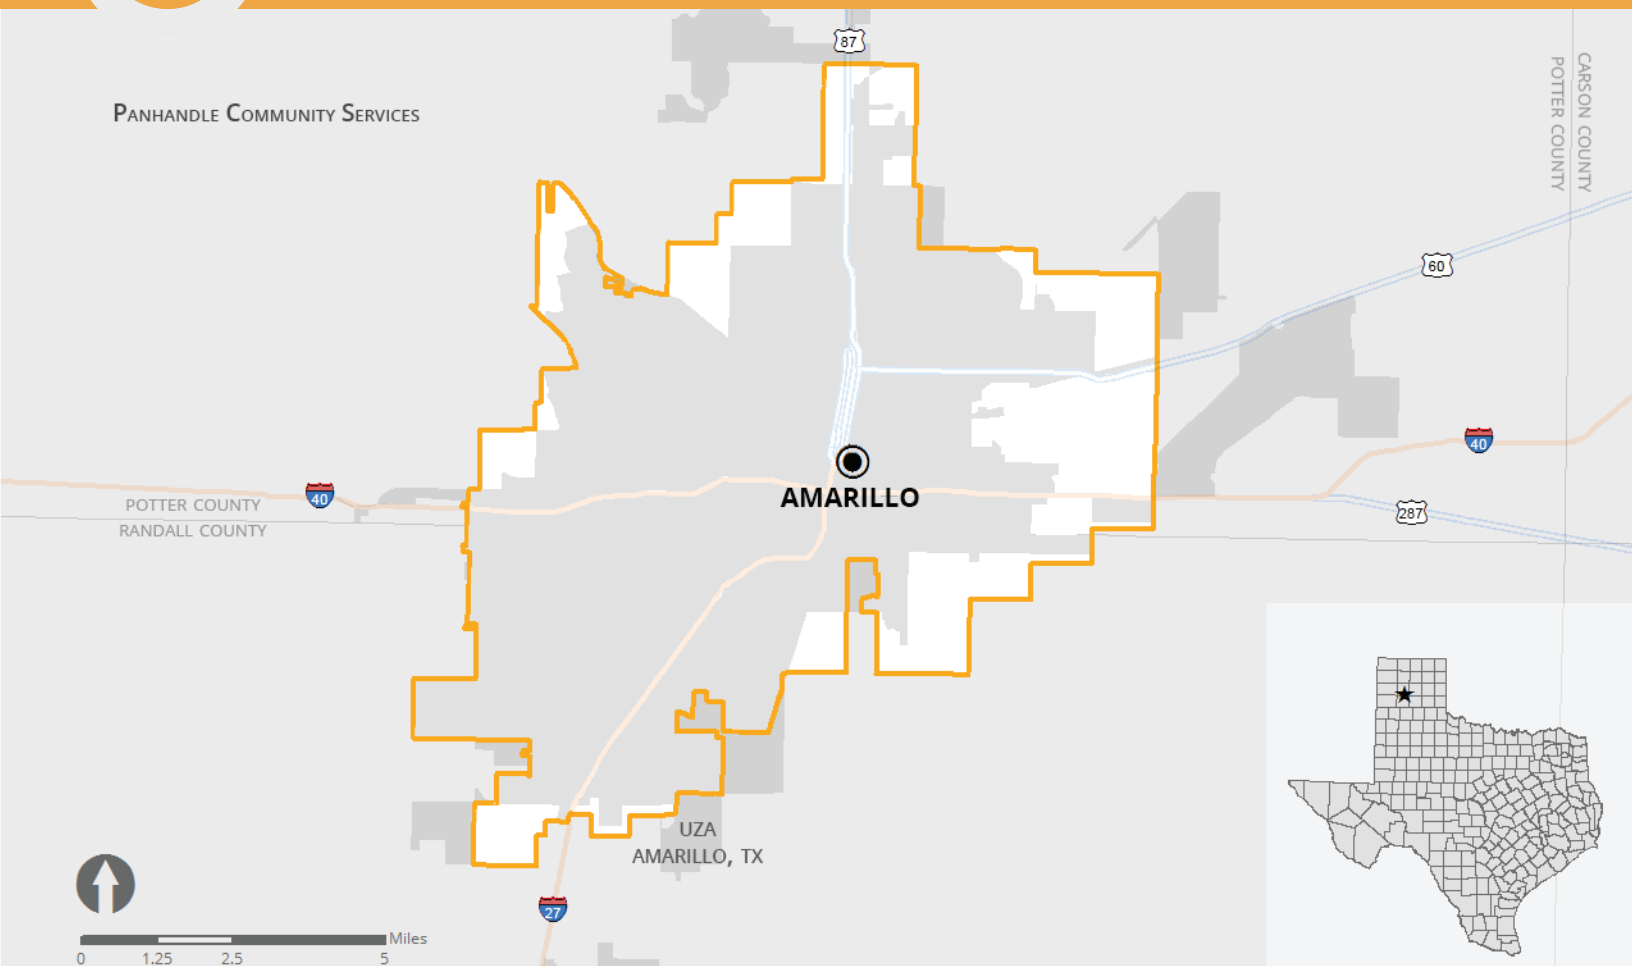 87
CARSON COUNTY
POTTER COUNTY
PANHANDLE COMMUNITY SERVICES
60
40
40
AMARILLO
POTTER COUNTY
287
RANDALL COUNTY
UZA
AMARILLO, TX
27
Miles
0 1.25 2.5 5